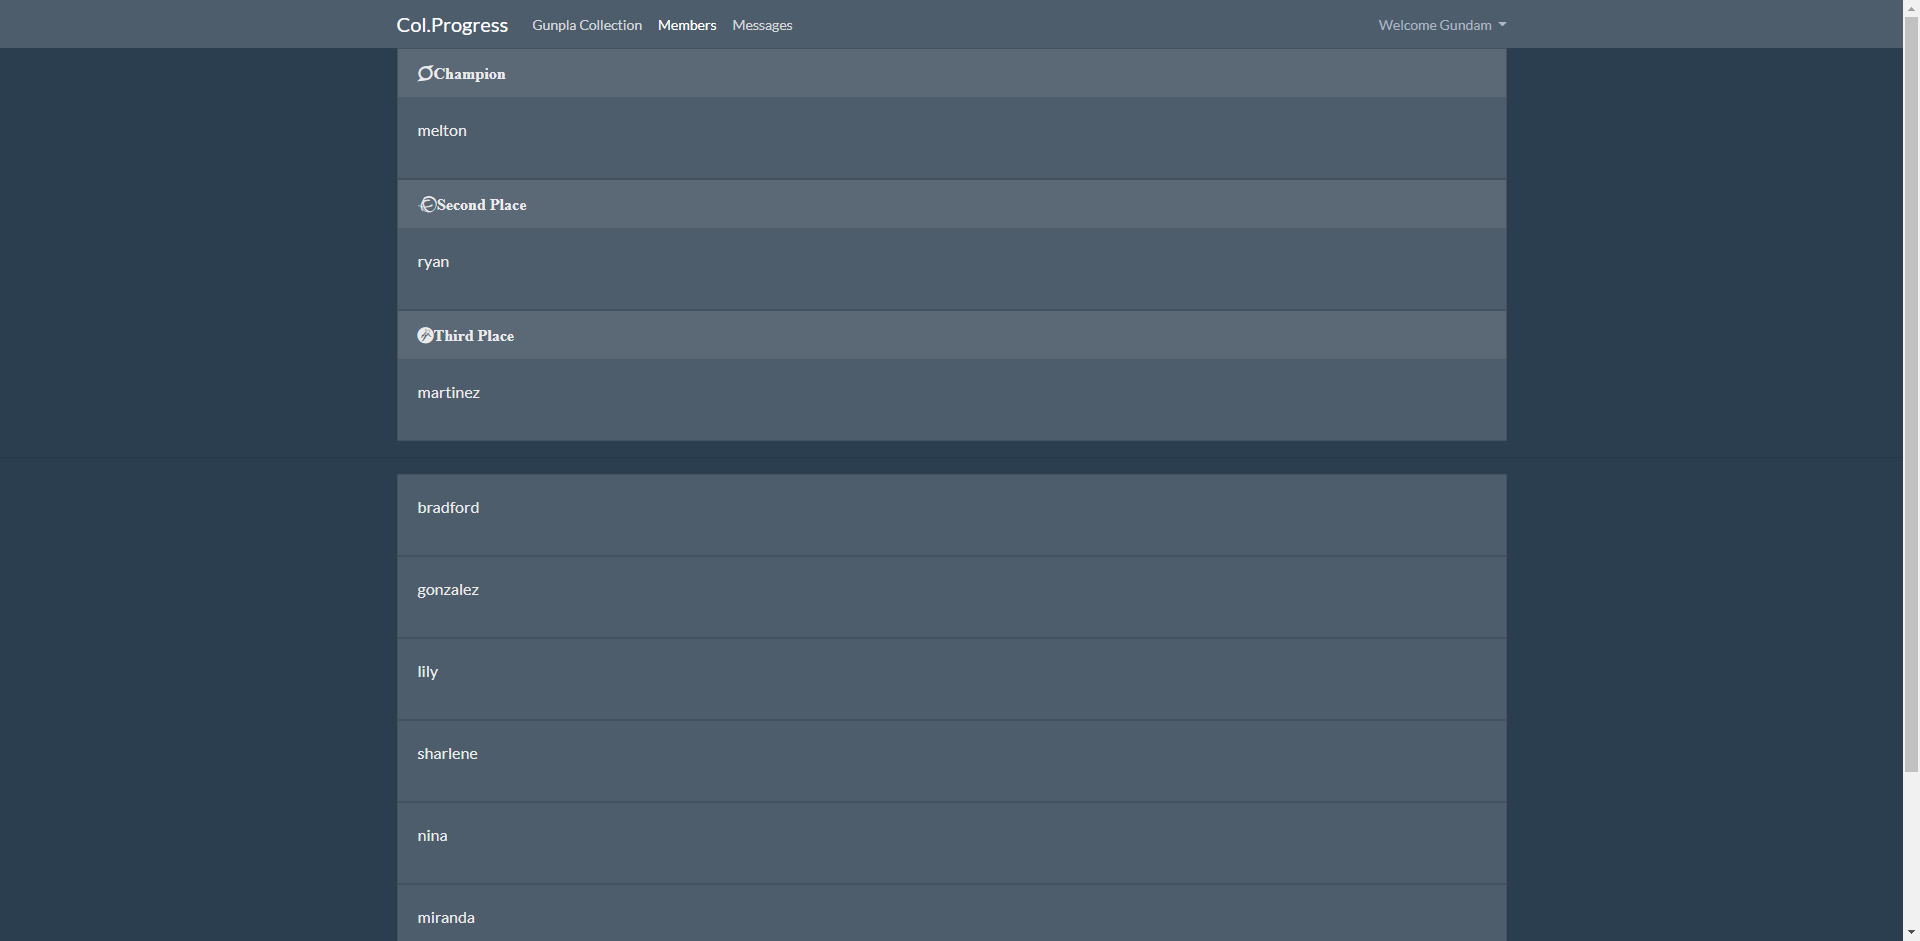 Col.Progress Gunpla Collection Members Messages Welcome Gundam
Champion
melton
Second Place
ryan
Third Place
martinez
bradford
gonzalez
lily
sharlene
nina
miranda